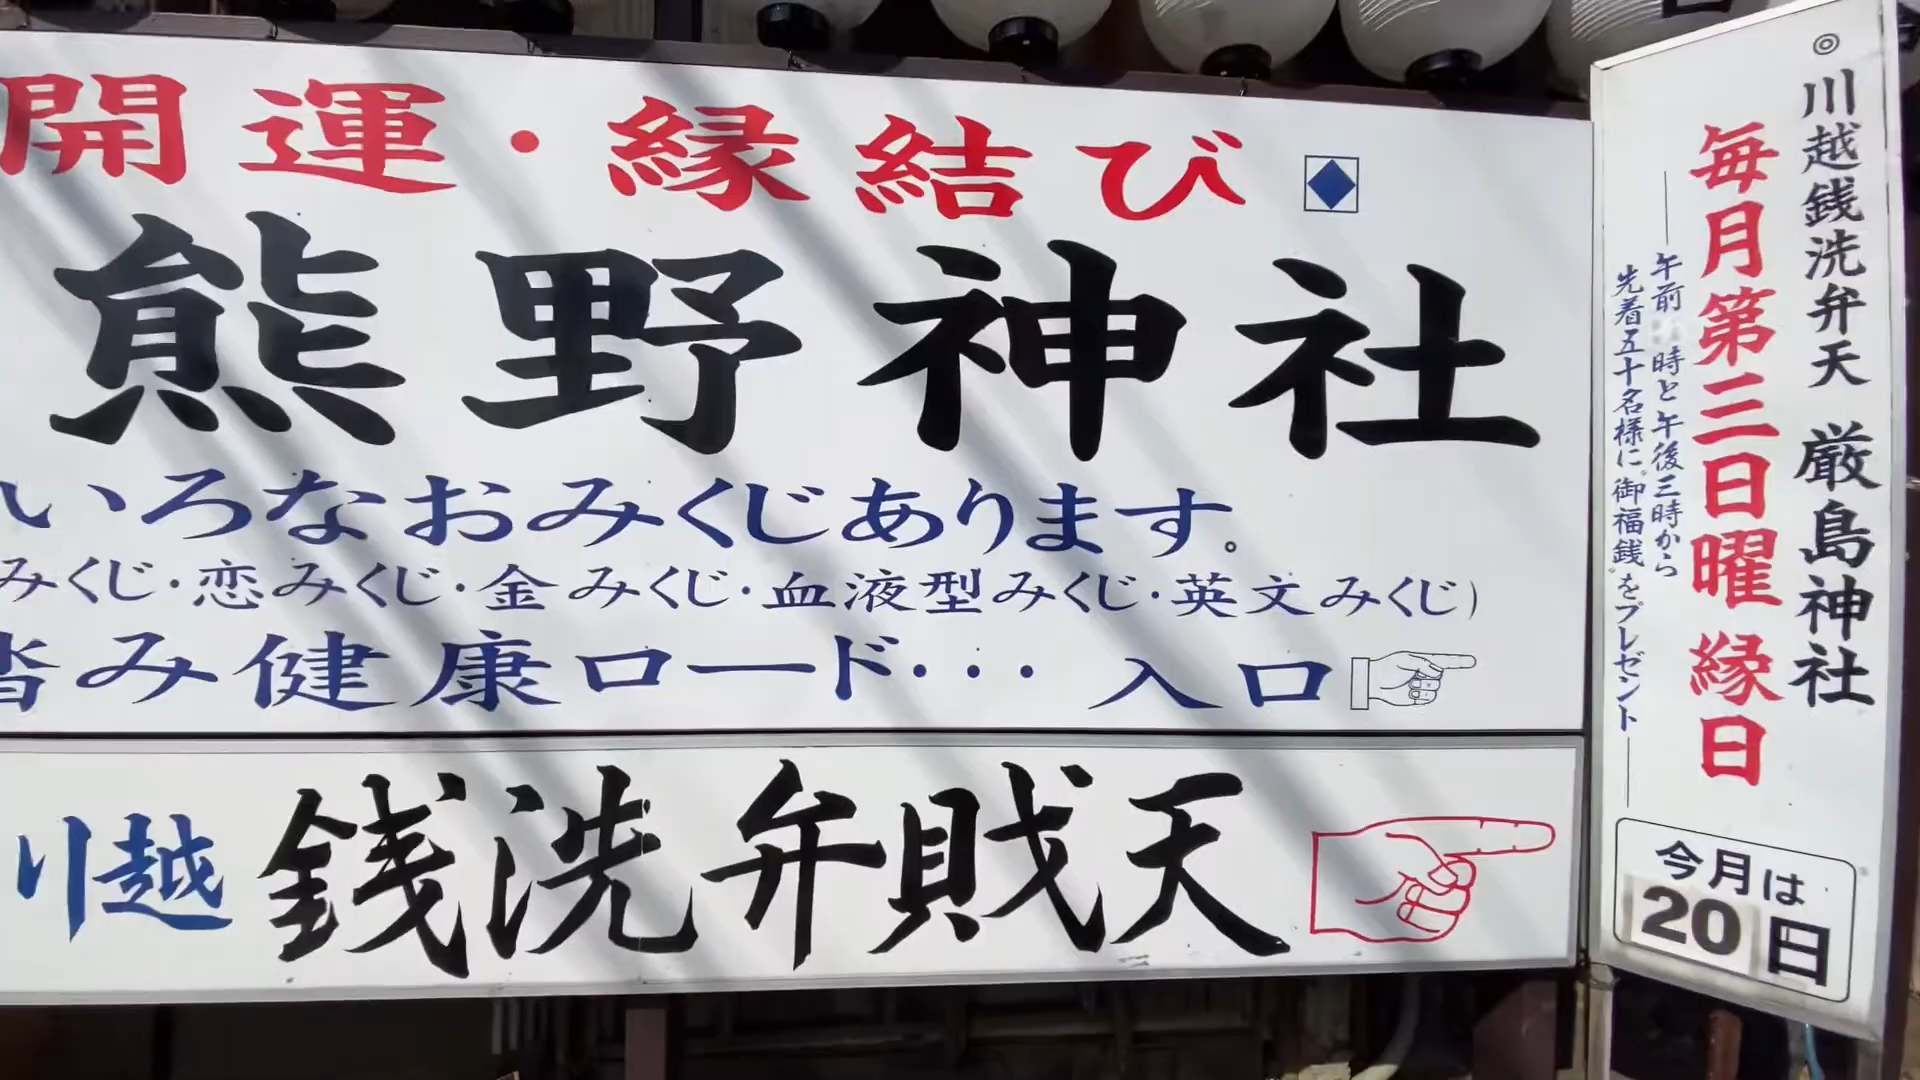 開運・縁結び
熊野神社
いろなおみくじあります。
みくじ・恋みくじ・金みくじ・血液型みくじ・英文みくじ)
踏み健康ロード・・・入口
川越 銭洗弁財天
◎川越銭洗弁天 厳島神社
毎月第三日曜 縁日
午前 時と午後三時から
先着五十名様に"御福銭"をプレゼント
今月は
20日